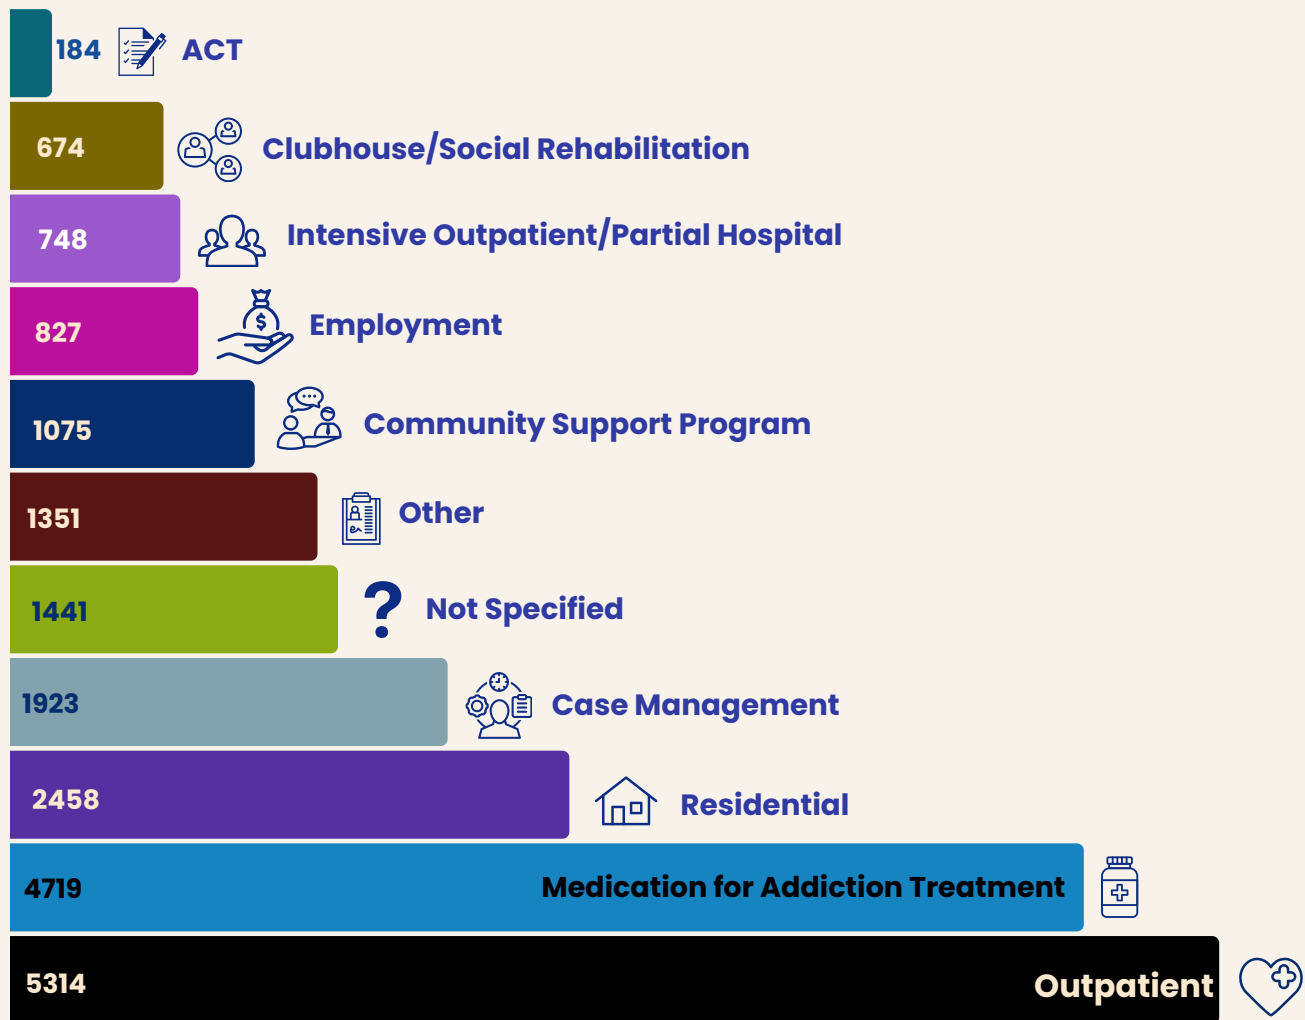 184 ACT
674 Clubhouse/Social Rehabilitation
748 Intensive Outpatient/Partial Hospital
$
827 Employment
1075 Community Support Program
1351 Other
1441 ? Not Specified
1923 Case Management
2458 Residential
4719 Medication for Addiction Treatment
5314 Outpatient